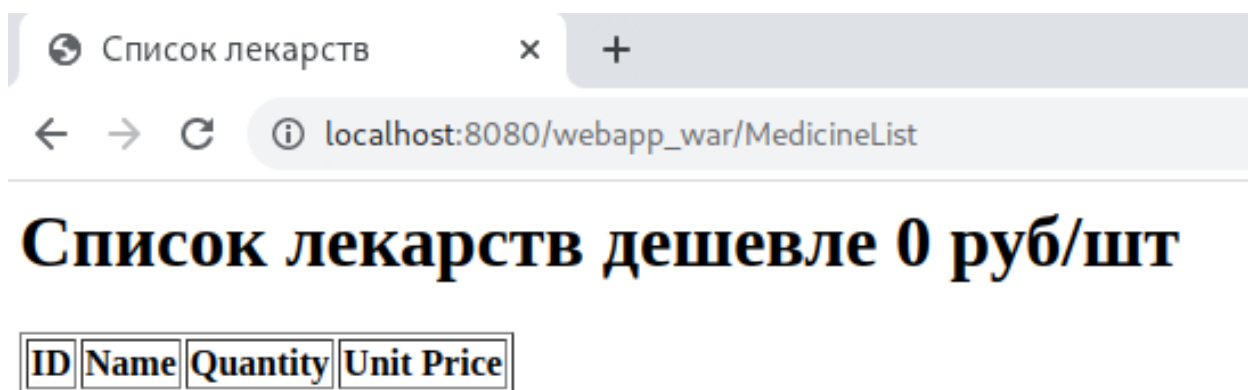 Список лекарств
localhost:8080/webapp_war/MedicineList
Список лекарств дешевле 0 руб/шт
ID Name Quantity Unit Price